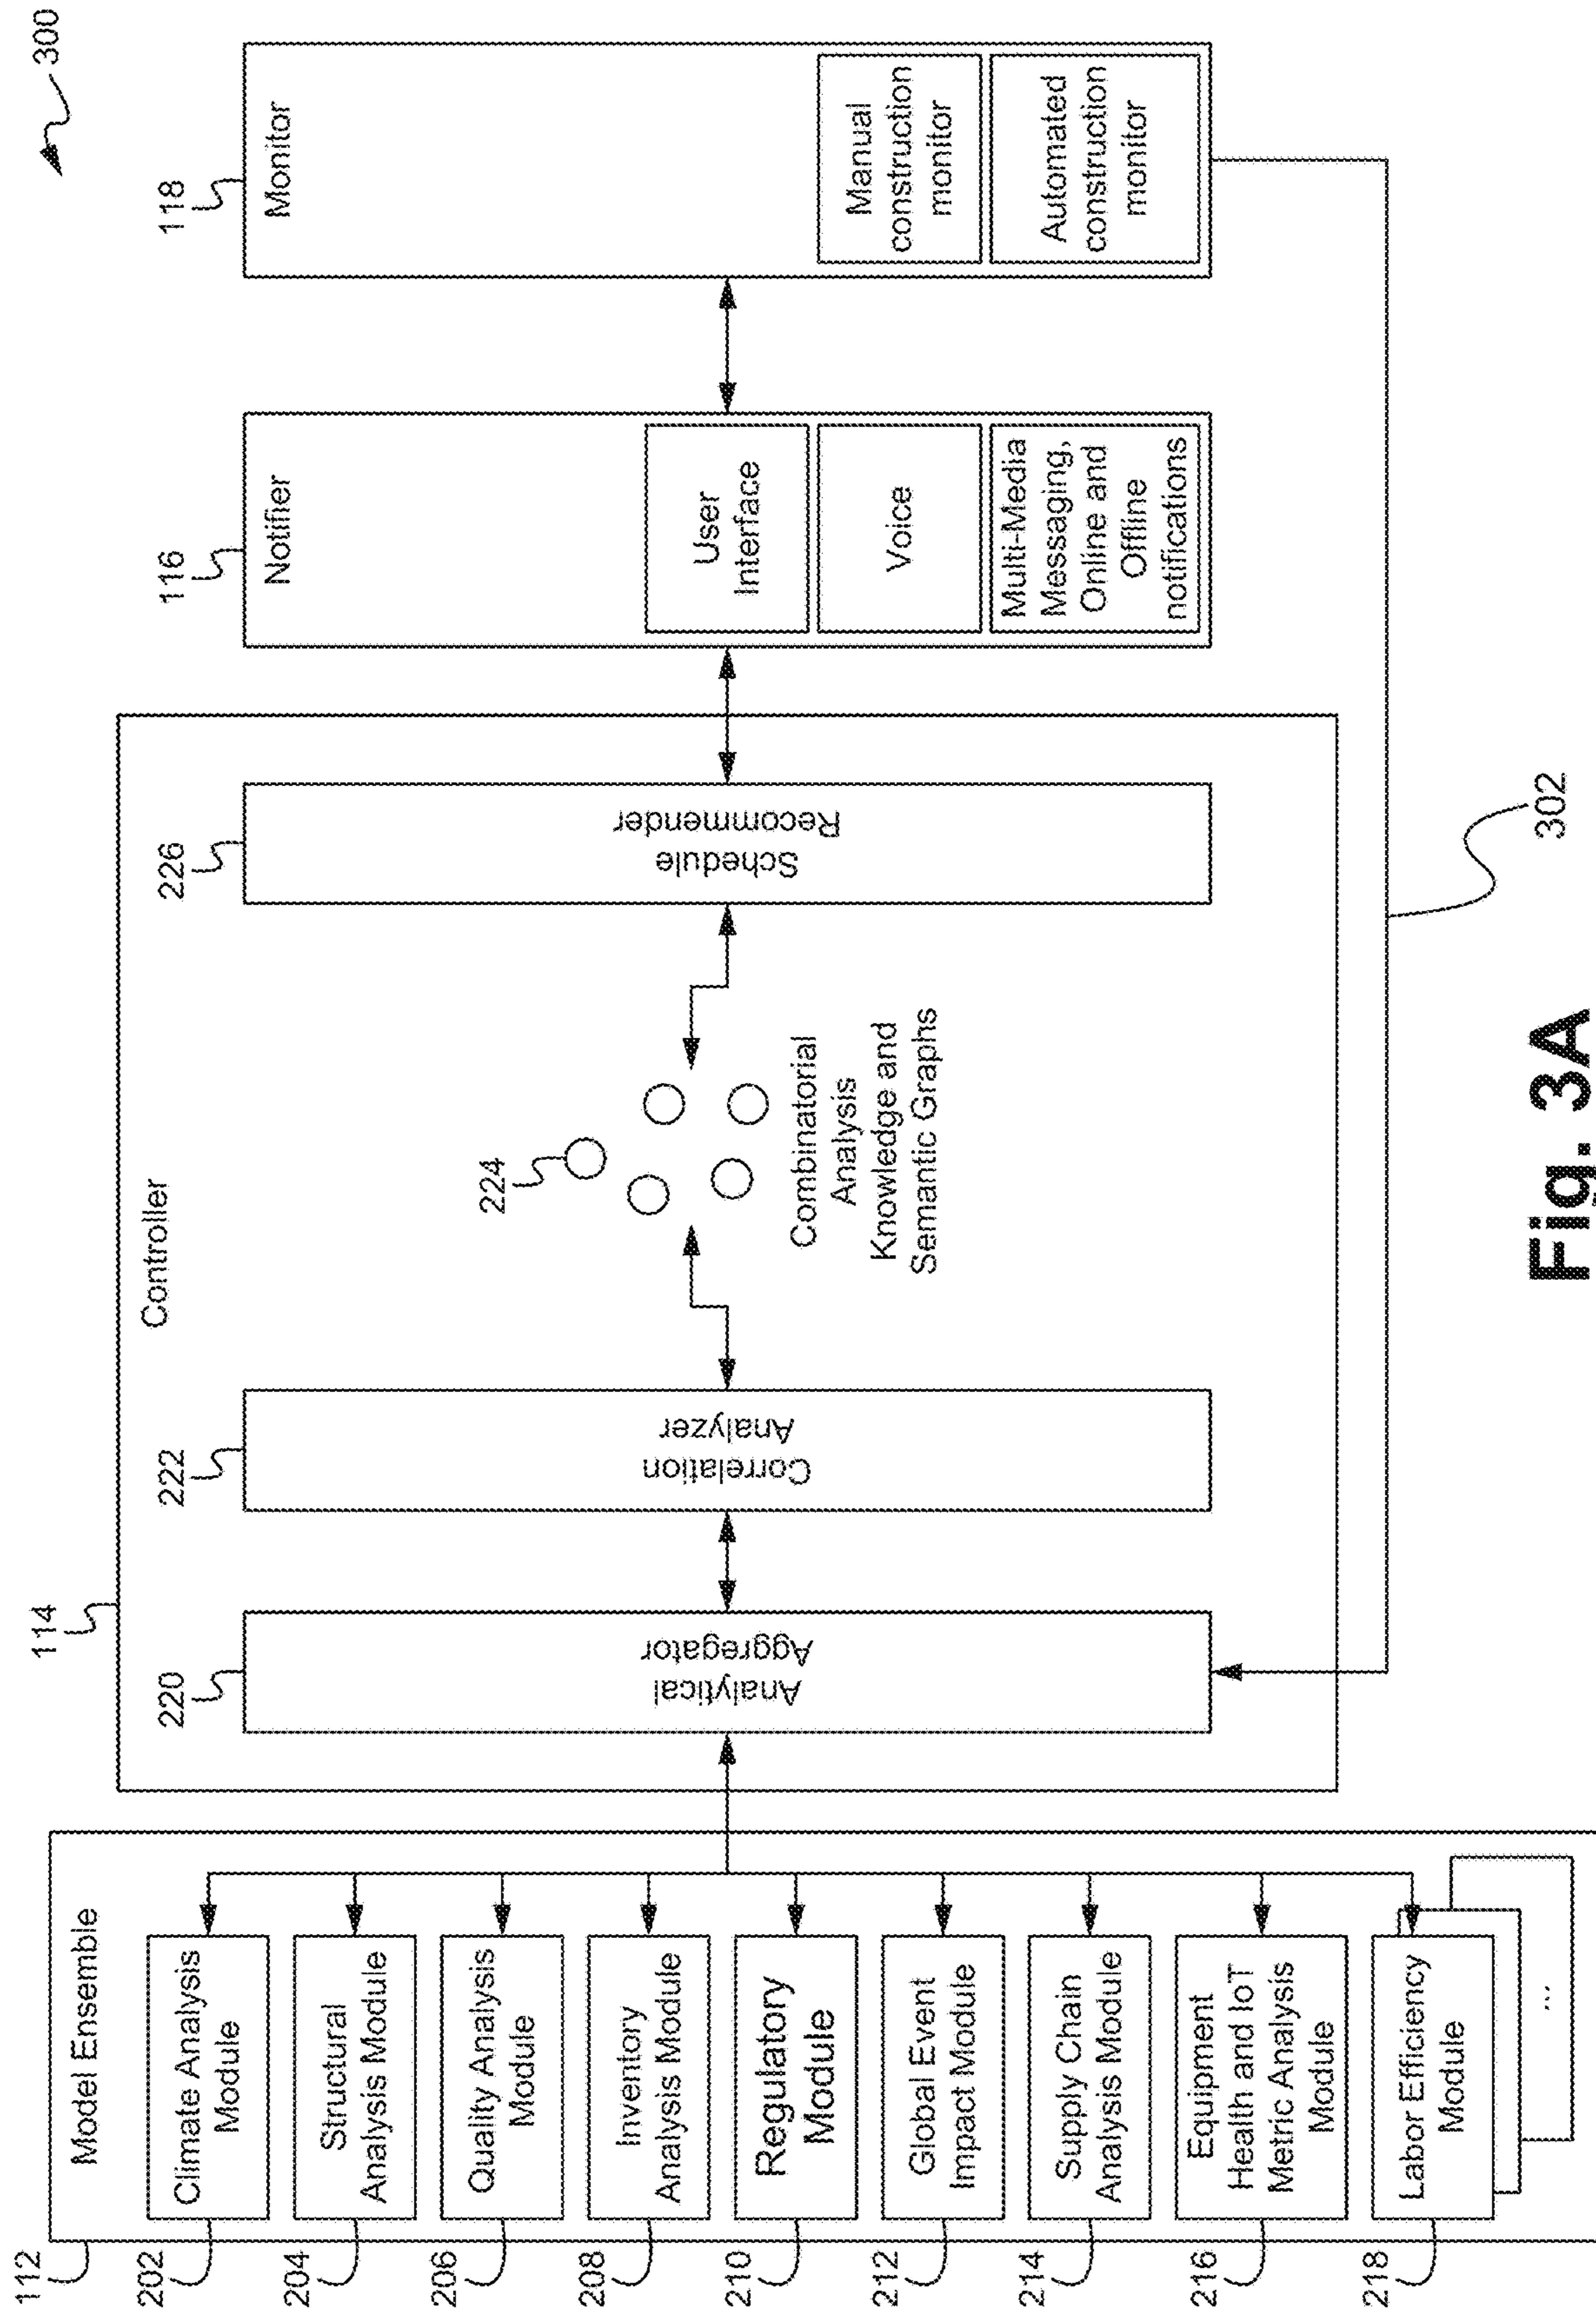 300
112
Model Ensemble
202
Climate Analysis
Module
204
Structural
Analysis Module
206
Quality Analysis
Module
208
Inventory
Analysis Module
210
Regulatory
Module
212
Global Event
Impact Module
214
Supply Chain
Analysis Module
216
Equipment
Health and IoT
Metric Analysis
Module
218
Labor Efficiency
Module
...
114
Controller
220
Analytical
Aggregator
222
Correlation
Analyzer
224
Combinatorial
Analysis
Knowledge and
Semantic Graphs
226
Schedule
Recommender
116
Notifier
User
Interface
Voice
Multi-Media
Messaging,
Online and
Offline
notifications
118
Monitor
Manual
construction
monitor
Automated
construction
monitor
302
Fig. 3A